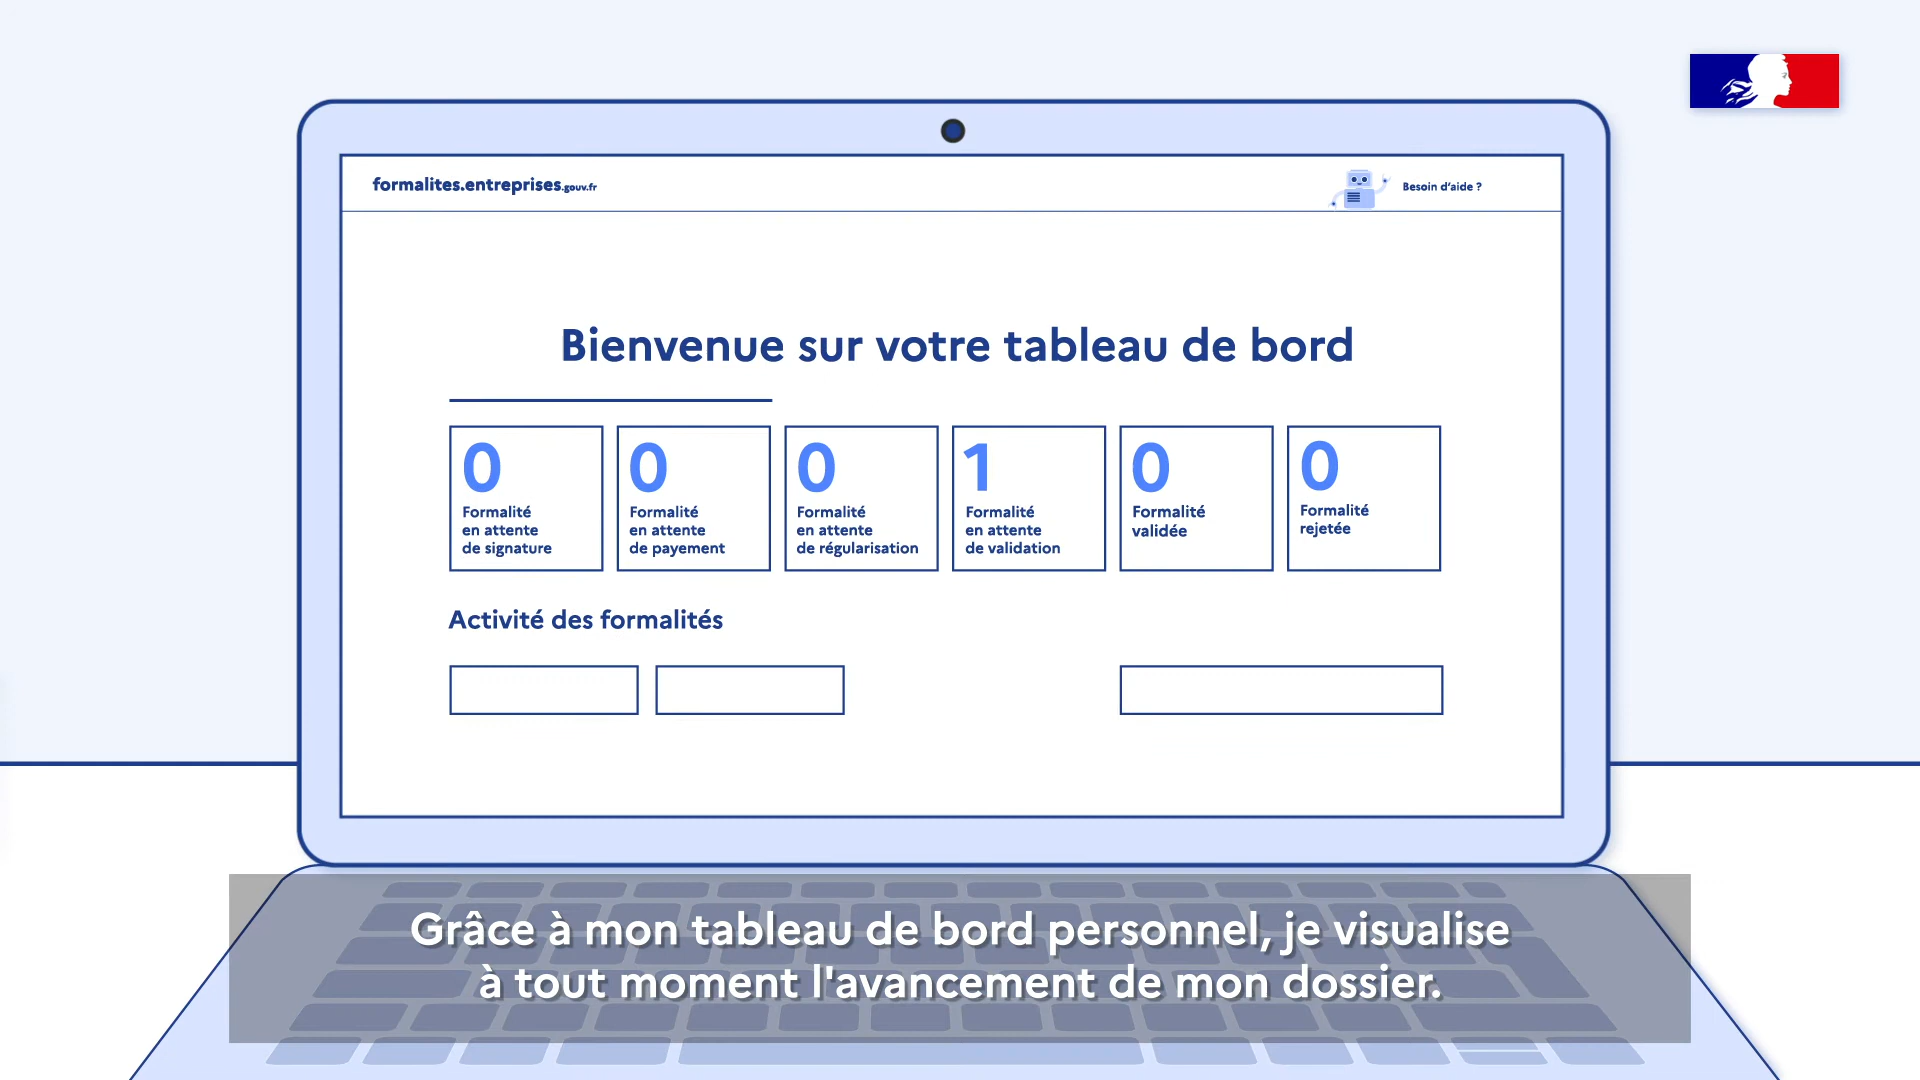 formalites.entreprises.gouv.fr
Besoin d'aide ?
Bienvenue sur votre tableau de bord
0
Formalité
en attente
de signature
0
Formalité
en attente
de payement
0
Formalité
en attente
de régularisation
1
Formalité
en attente
de validation
0
Formalité
validée
0
Formalité
rejetée
Activité des formalités
Grâce à mon tableau de bord personnel, je visualise
à tout moment l'avancement de mon dossier.